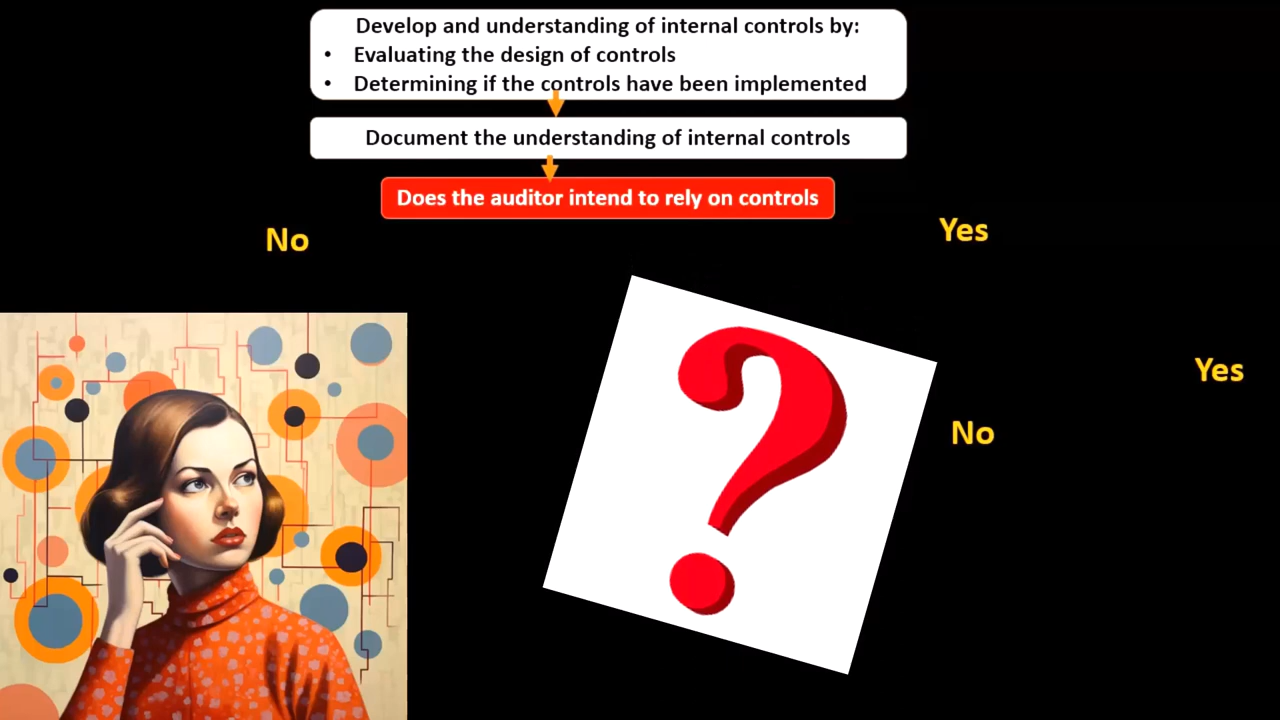 Develop and understanding of internal controls by:
• Evaluating the design of controls
• Determining if the controls have been implemented
Document the understanding of internal controls
Does the auditor intend to rely on controls
No
Yes
Yes
No